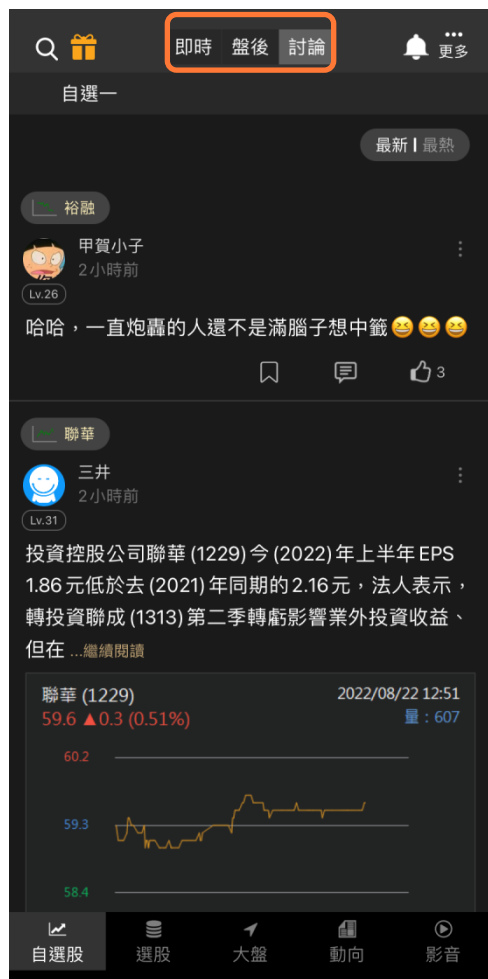 即時 盤後 討論
更多
自選一
最新 | 最熱
裕融
甲賀小子
2小時前
Lv.26
哈哈，一直炮轟的人還不是滿腦子想中籤😆😆😆
3
聯華
三井
2小時前
Lv.31
投資控股公司聯華 (1229) 今 (2022) 年上半年 EPS
1.86 元低於去 (2021) 年同期的 2.16 元，法人表示，
轉投資聯成 (1313) 第二季轉虧影響業外投資收益、
但在 ...繼續閱讀
聯華 (1229) 2022/08/22 12:51
59.6 ▲0.3 (0.51%) 量：607
60.2
59.3
58.4
自選股 選股 大盤 動向 影音